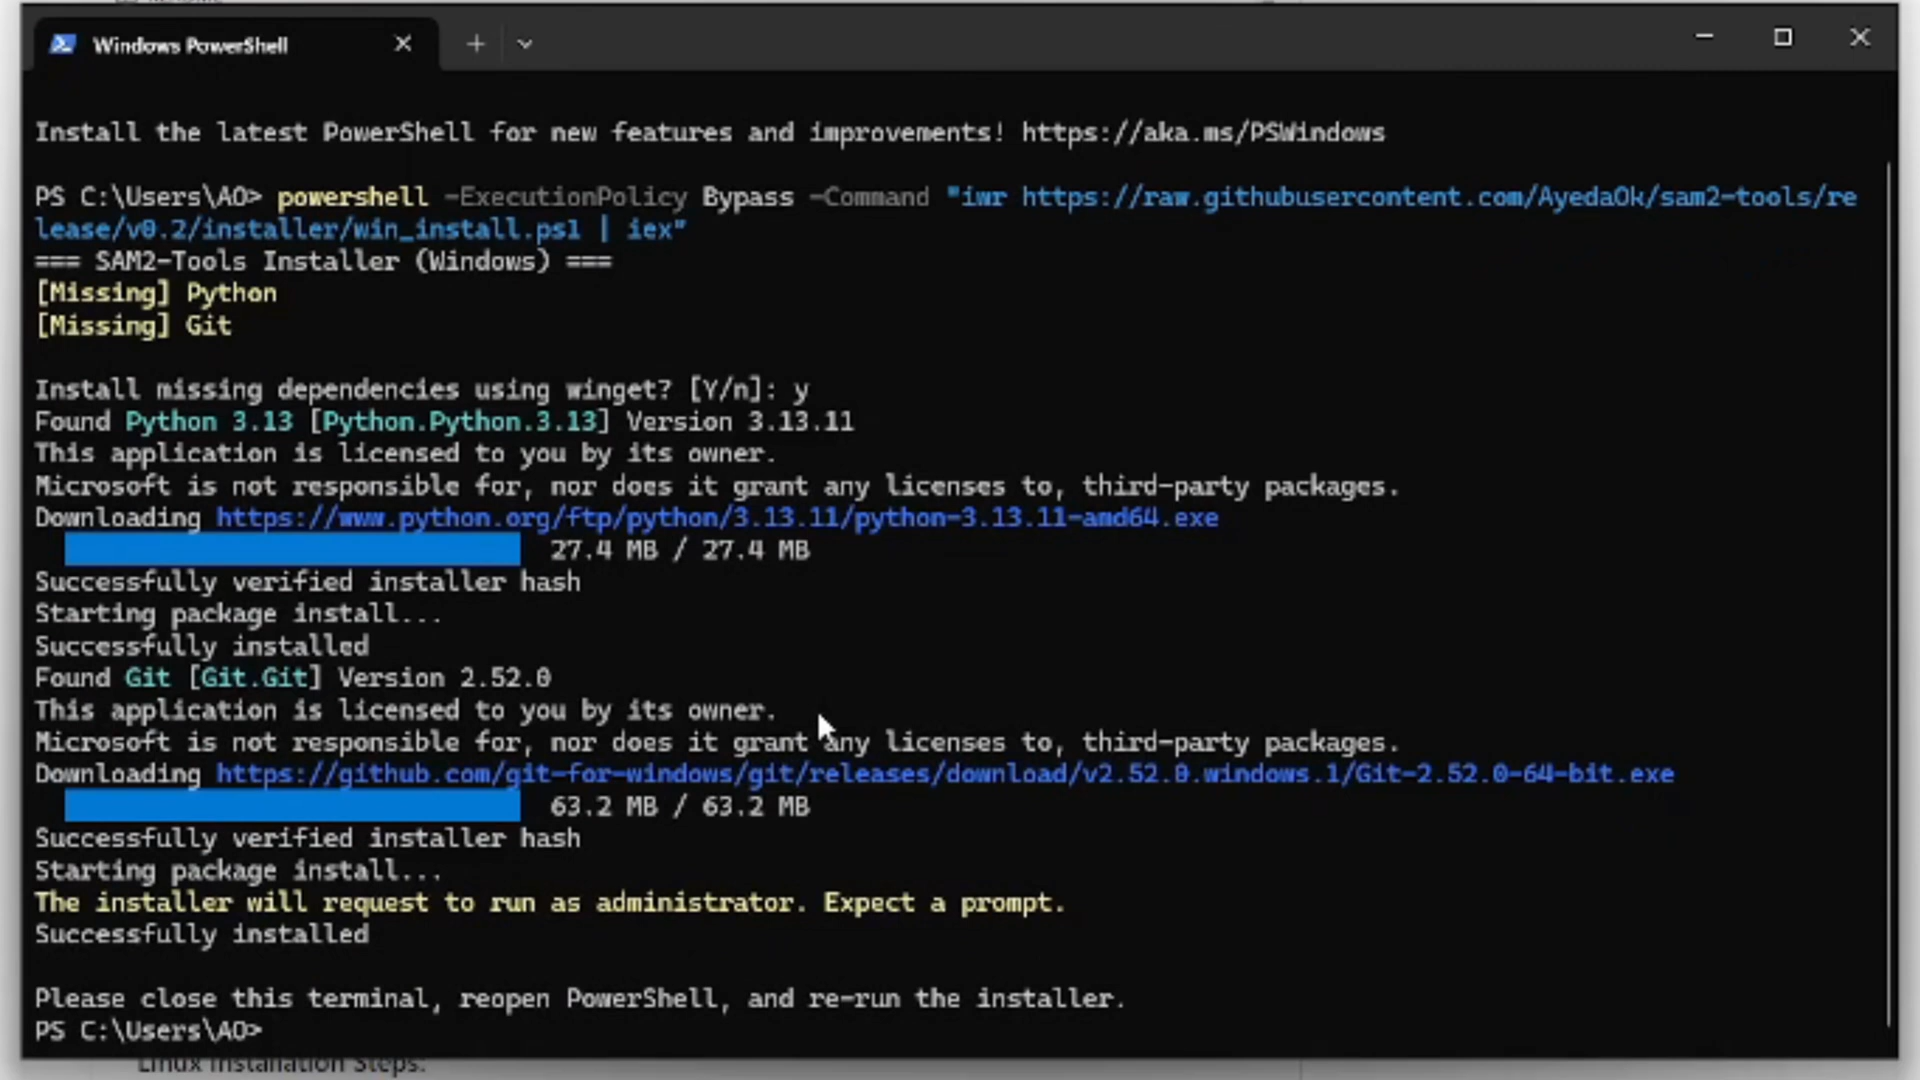 Windows PowerShell
Install the latest PowerShell for new features and improvements! https://aka.ms/PSWindows
PS C:\Users\AO> powershell -ExecutionPolicy Bypass -Command "iwr https://raw.githubusercontent.com/AyedaOk/sam2-tools/re
lease/v0.2/installer/win_install.ps1 | iex"
=== SAM2-Tools Installer (Windows) ===
[Missing] Python
[Missing] Git
Install missing dependencies using winget? [Y/n]: y
Found Python 3.13 [Python.Python.3.13] Version 3.13.11
This application is licensed to you by its owner.
Microsoft is not responsible for, nor does it grant any licenses to, third-party packages.
Downloading https://www.python.org/ftp/python/3.13.11/python-3.13.11-amd64.exe
27.4 MB / 27.4 MB
Successfully verified installer hash
Starting package install...
Successfully installed
Found Git [Git.Git] Version 2.52.0
This application is licensed to you by its owner.
Microsoft is not responsible for, nor does it grant any licenses to, third-party packages.
Downloading https://github.com/git-for-windows/git/releases/download/v2.52.0.windows.1/Git-2.52.0-64-bit.exe
63.2 MB / 63.2 MB
Successfully verified installer hash
Starting package install...
The installer will request to run as administrator. Expect a prompt.
Successfully installed
Please close this terminal, reopen PowerShell, and re-run the installer.
PS C:\Users\AO>
Linux Installation Steps: